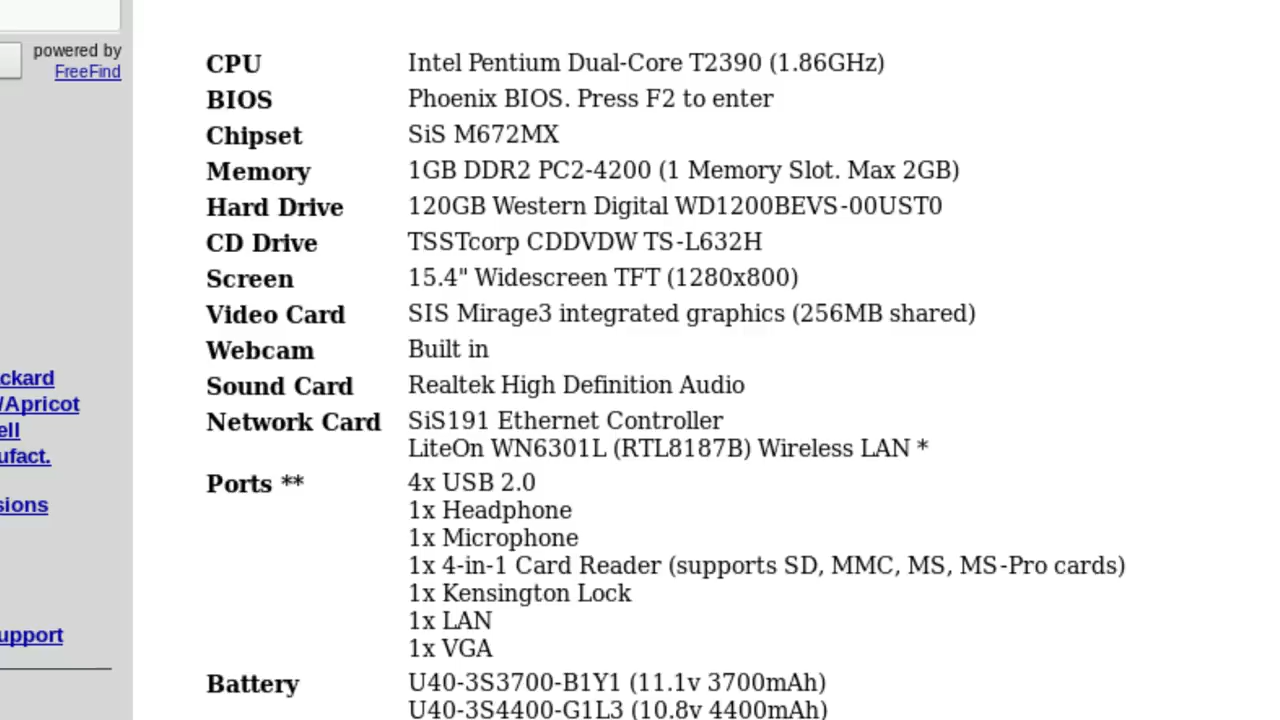 powered by
FreeFind
ckard
/Apricot
ell
ufact.
sions
upport
CPU Intel Pentium Dual-Core T2390 (1.86GHz)
BIOS Phoenix BIOS. Press F2 to enter
Chipset SiS M672MX
Memory 1GB DDR2 PC2-4200 (1 Memory Slot. Max 2GB)
Hard Drive 120GB Western Digital WD1200BEVS-00UST0
CD Drive TSSTcorp CDDVDW TS-L632H
Screen 15.4" Widescreen TFT (1280x800)
Video Card SIS Mirage3 integrated graphics (256MB shared)
Webcam Built in
Sound Card Realtek High Definition Audio
Network Card SiS191 Ethernet Controller
LiteOn WN6301L (RTL8187B) Wireless LAN *
Ports ** 4x USB 2.0
1x Headphone
1x Microphone
1x 4-in-1 Card Reader (supports SD, MMC, MS, MS-Pro cards)
1x Kensington Lock
1x LAN
1x VGA
Battery U40-3S3700-B1Y1 (11.1v 3700mAh)
U40-3S4400-G1L3 (10.8v 4400mAh)